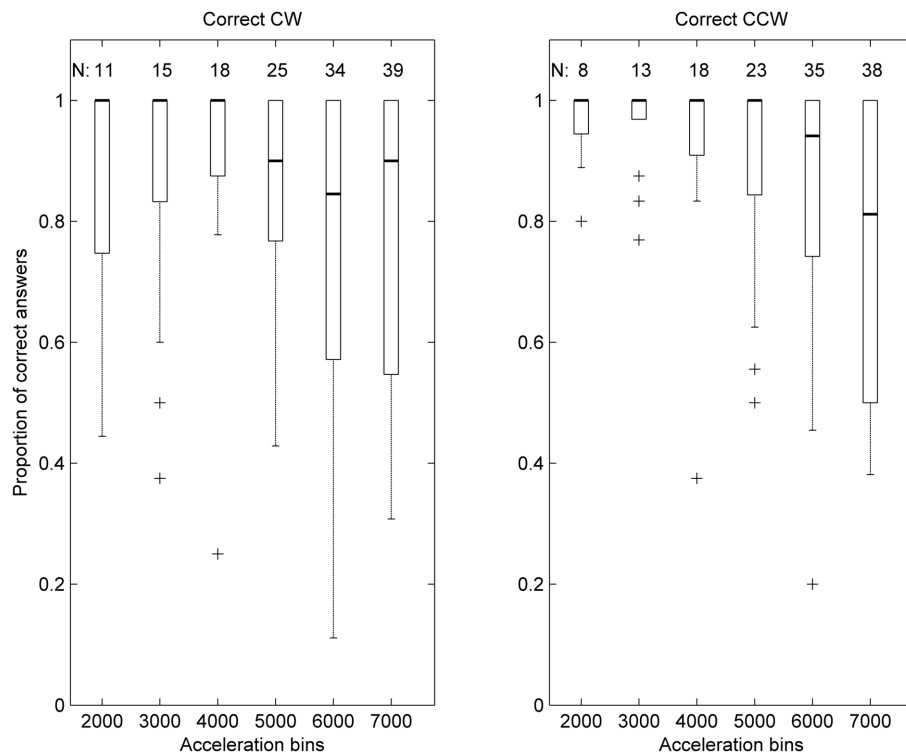 Correct CW
N: 11 15 18 25 34 39
1
0.8
0.6
0.4
0.2
0
Proportion of correct answers
2000 3000 4000 5000 6000 7000
Acceleration bins
Correct CCW
N: 8 13 18 23 35 38
1
0.8
0.6
0.4
0.2
0
2000 3000 4000 5000 6000 7000
Acceleration bins